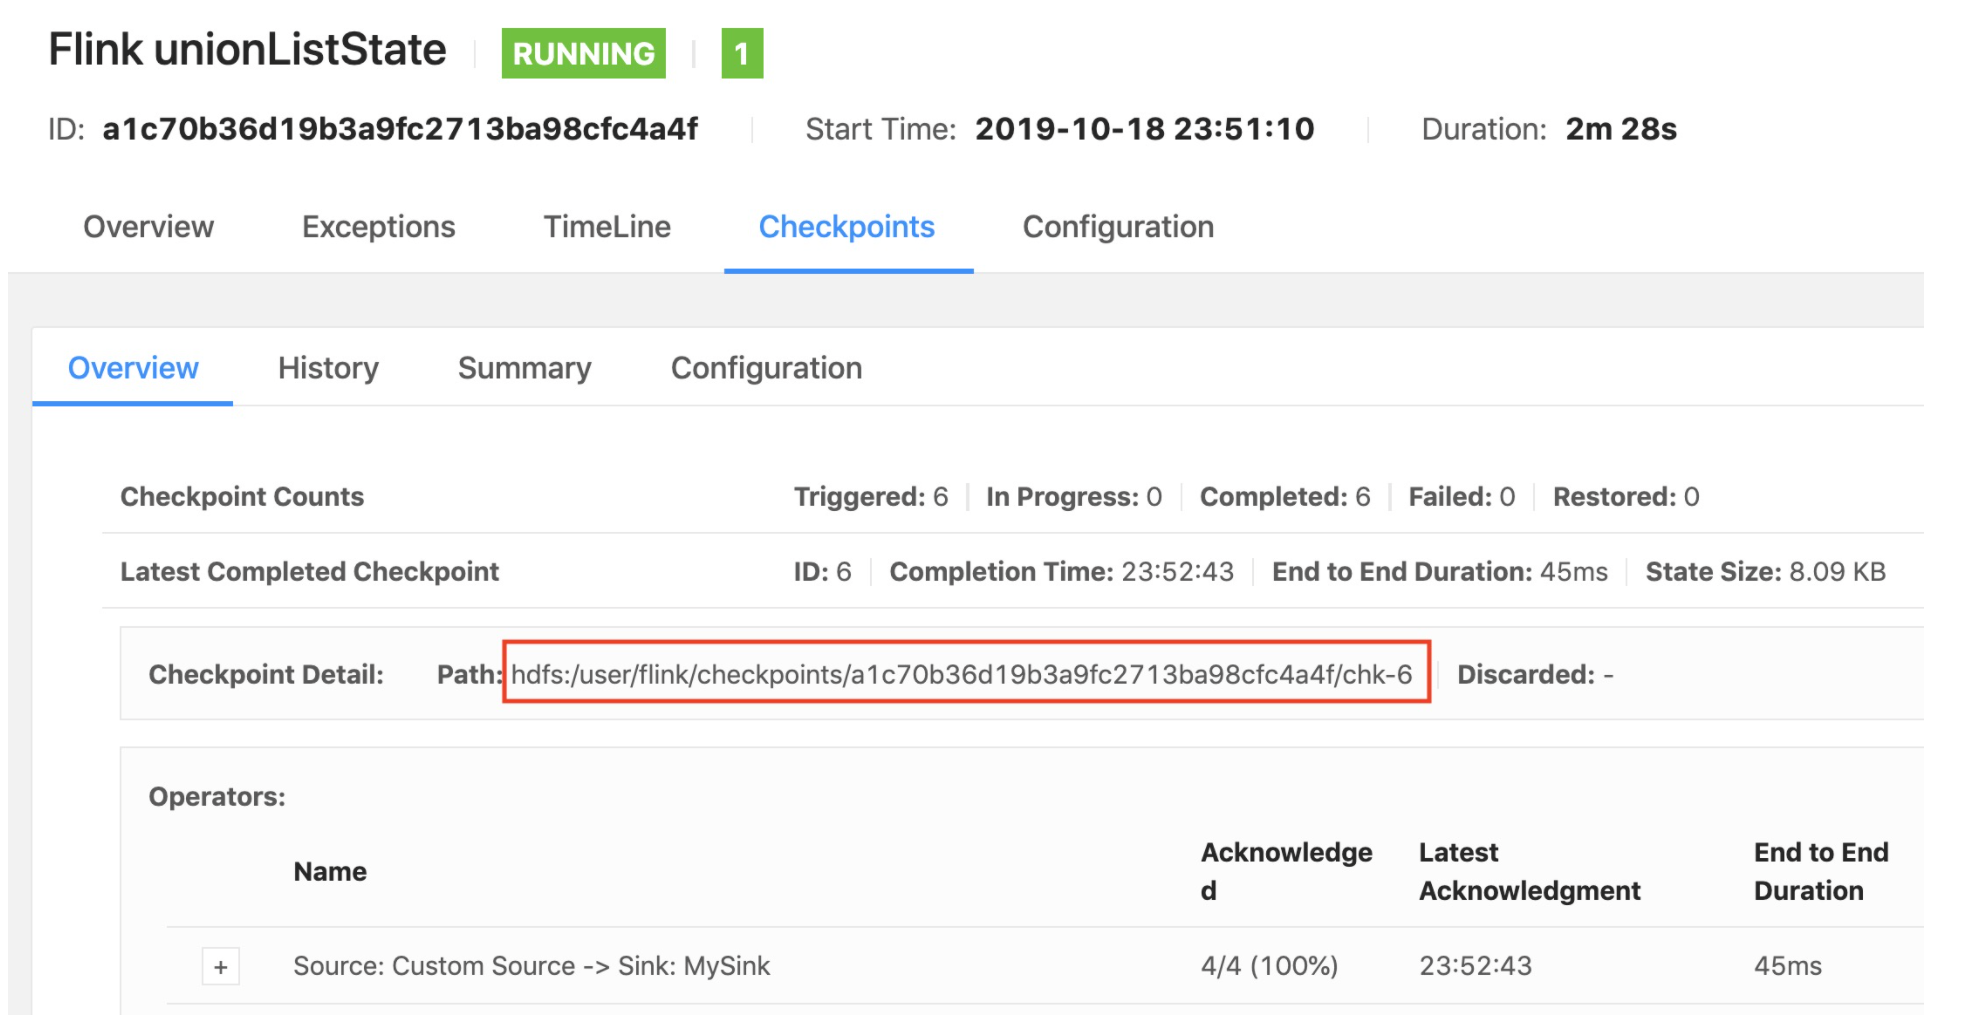 Flink unionListState RUNNING 1
ID: a1c70b36d19b3a9fc2713ba98cfc4a4f Start Time: 2019-10-18 23:51:10 Duration: 2m 28s
Overview Exceptions TimeLine Checkpoints Configuration
Overview History Summary Configuration
Checkpoint Counts Triggered: 6 In Progress: 0 Completed: 6 Failed: 0 Restored: 0
Latest Completed Checkpoint ID: 6 Completion Time: 23:52:43 End to End Duration: 45ms State Size: 8.09 KB
Checkpoint Detail: Path: hdfs:/user/flink/checkpoints/a1c70b36d19b3a9fc2713ba98cfc4a4f/chk-6 Discarded: -
Operators:
Name Acknowledge Latest End to End
d Acknowledgment Duration
+ Source: Custom Source -> Sink: MySink 4/4 (100%) 23:52:43 45ms